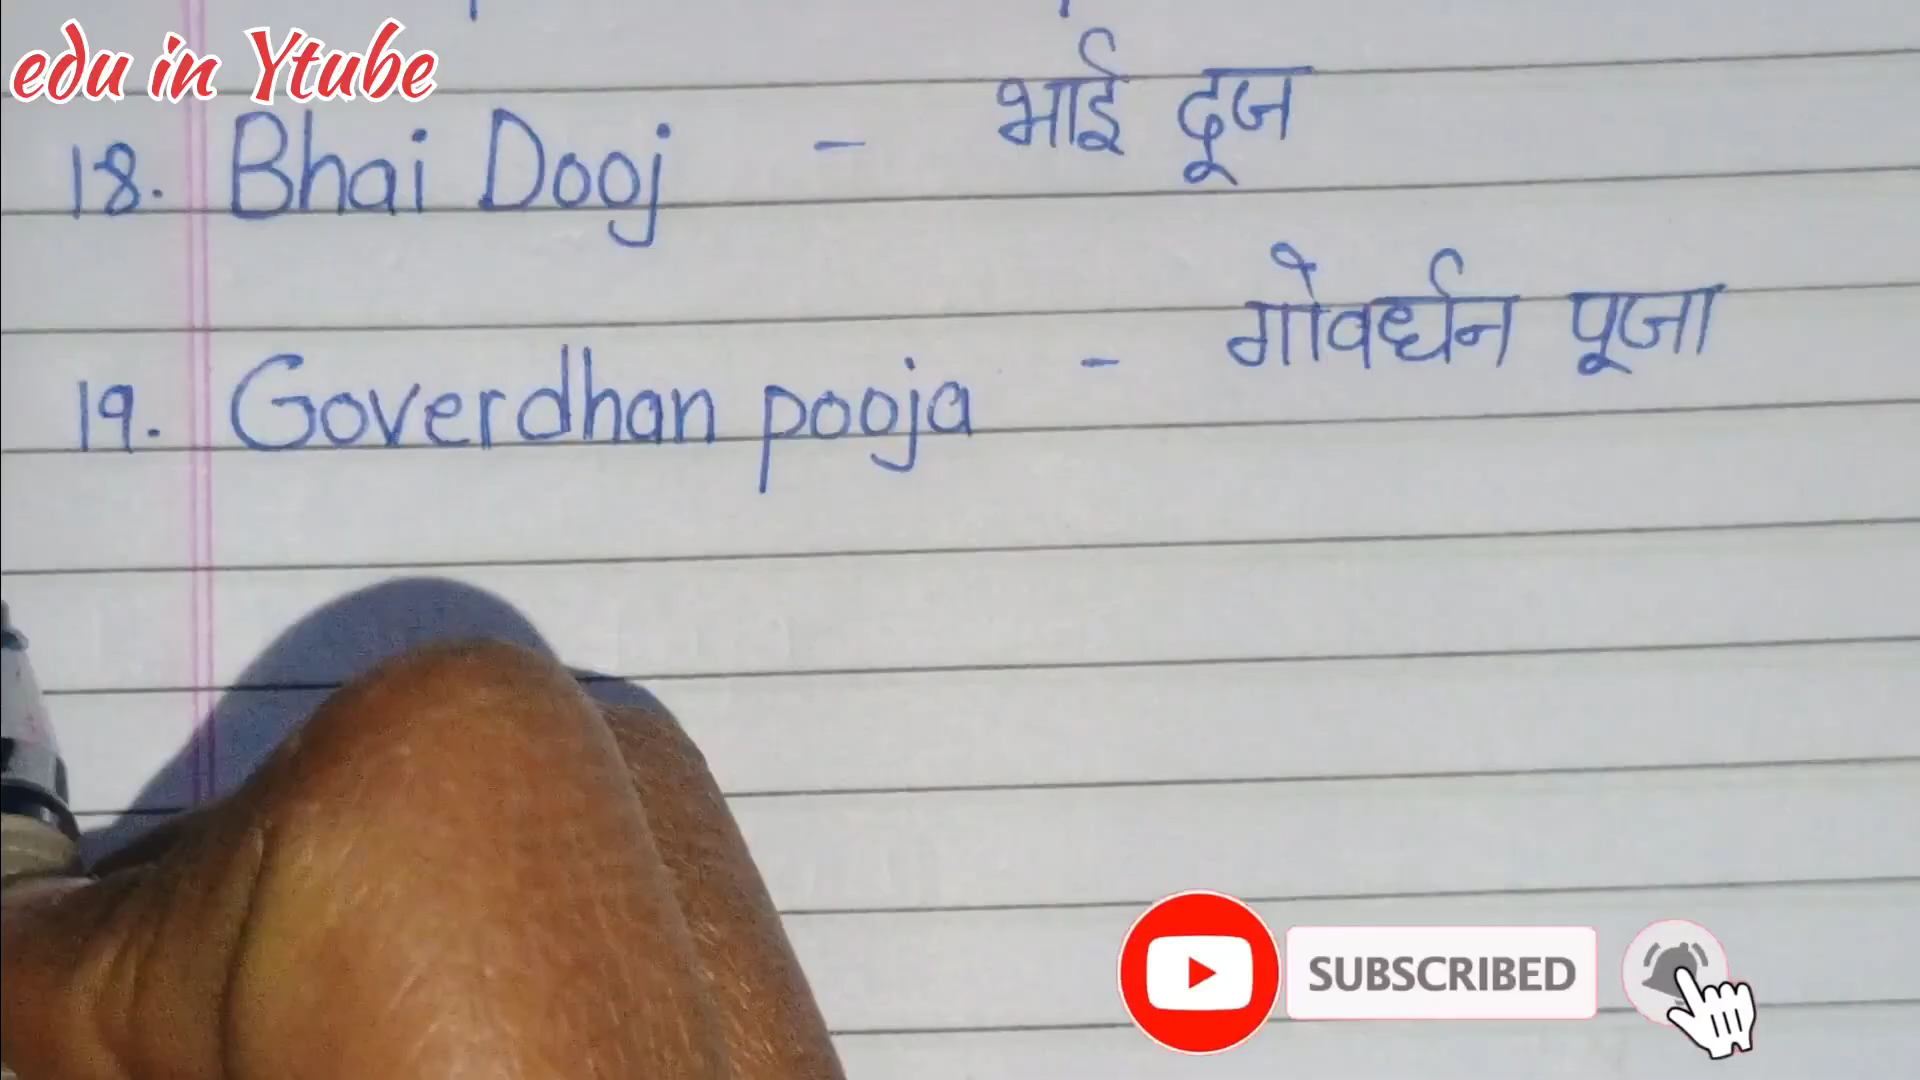 edu in Ytube
18. Bhai Dooj - भाई दूज
19. Goverdhan pooja - गोवर्धन पूजा
SUBSCRIBED